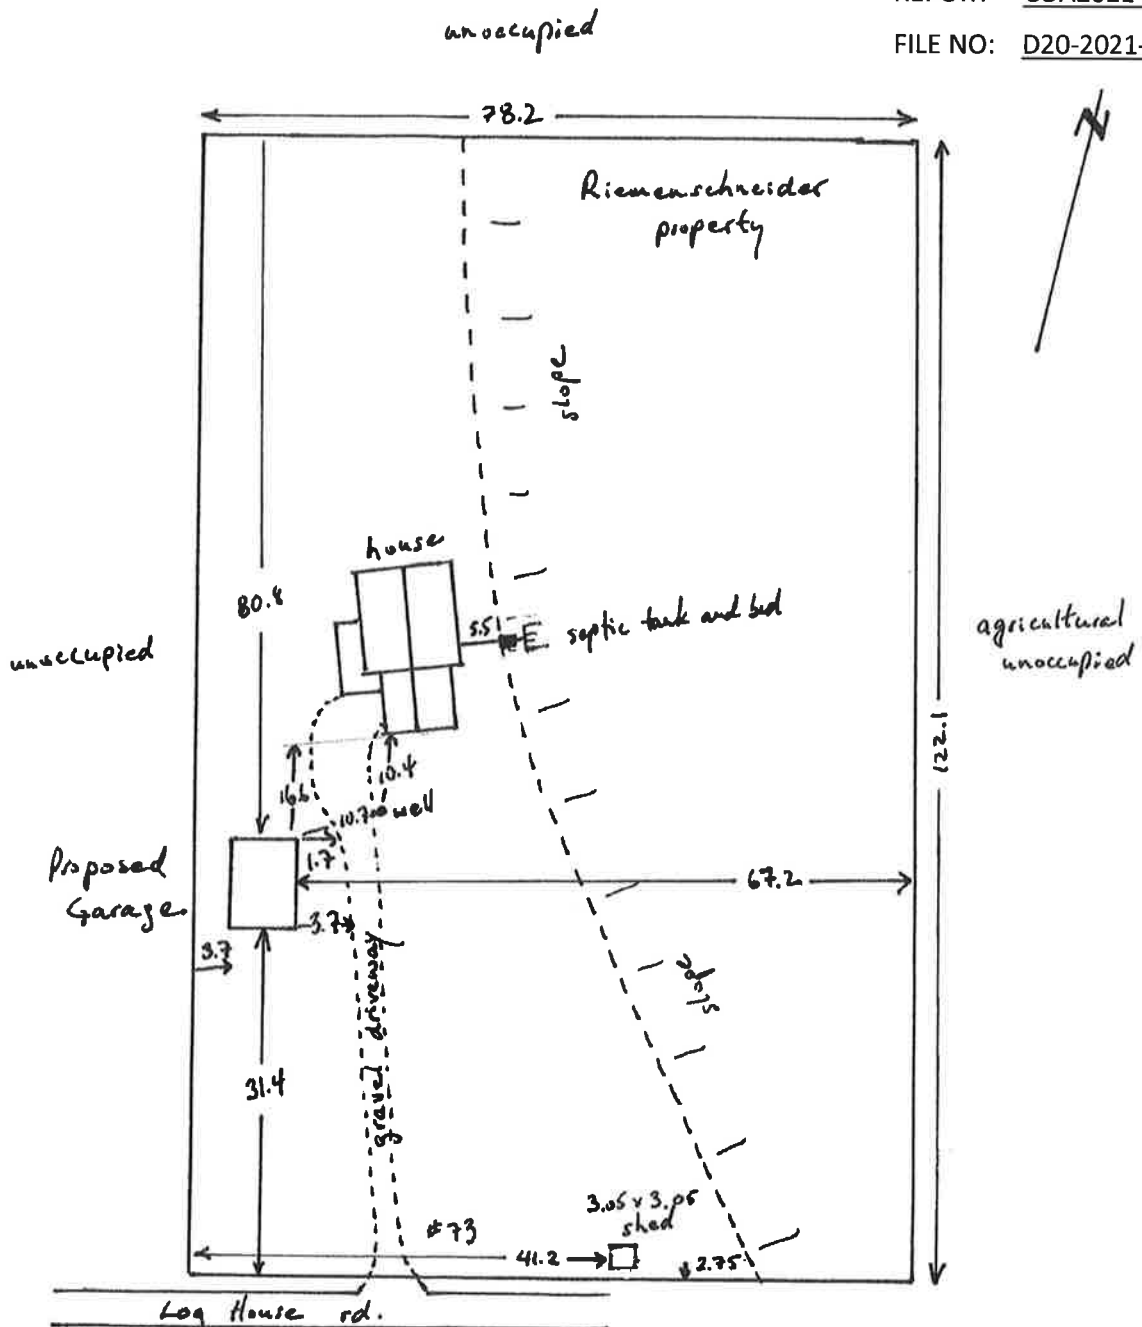 FILE NO: D20-2021-
unoccupied
78.2
N
Riemenschneider
property
slope
house
80.8
5.5
septic tank and bed
unoccupied
agricultural
unoccupied
122.1
10.4
16.6
10.7
well
1.7
Proposed
Garage
67.2
3.7
3.7
gravel driveway
slope
31.4
3.05 x 3.05
shed
#73
41.2
2.75
Log House rd.